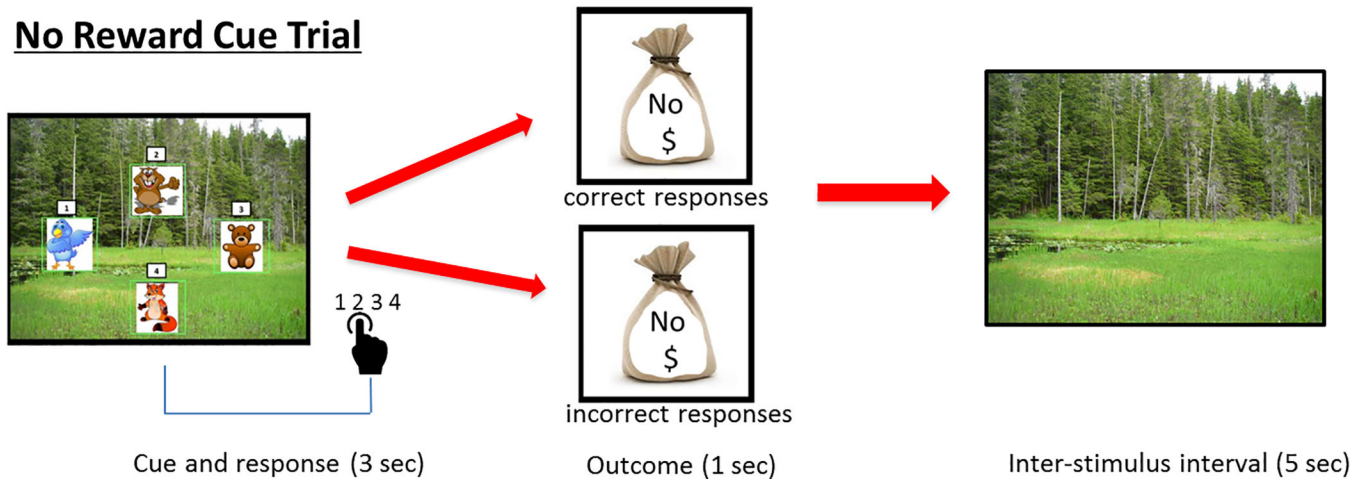 No Reward Cue Trial
2
1
3
4
1 2 3 4
No
$
correct responses
No
$
incorrect responses
Cue and response (3 sec)
Outcome (1 sec)
Inter-stimulus interval (5 sec)